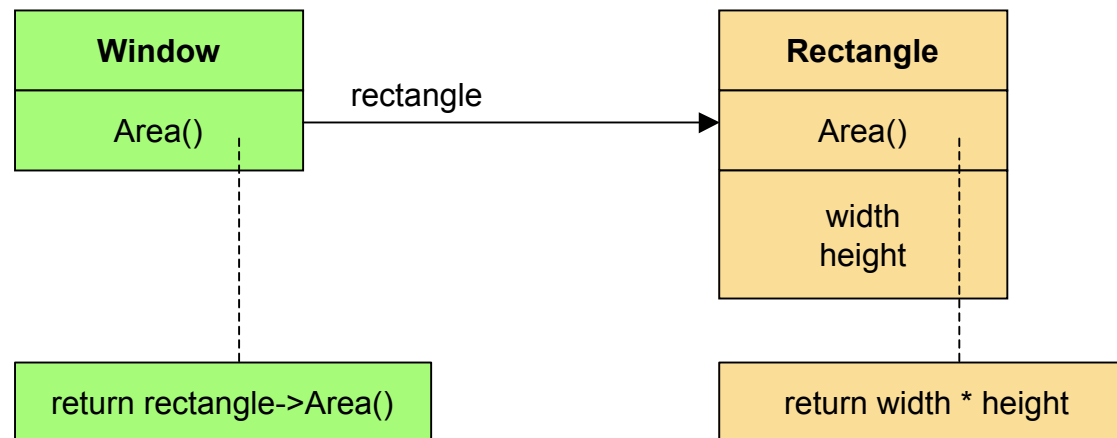 Window
Area()
rectangle
Rectangle
Area()
width
height
return rectangle->Area()
return width * height